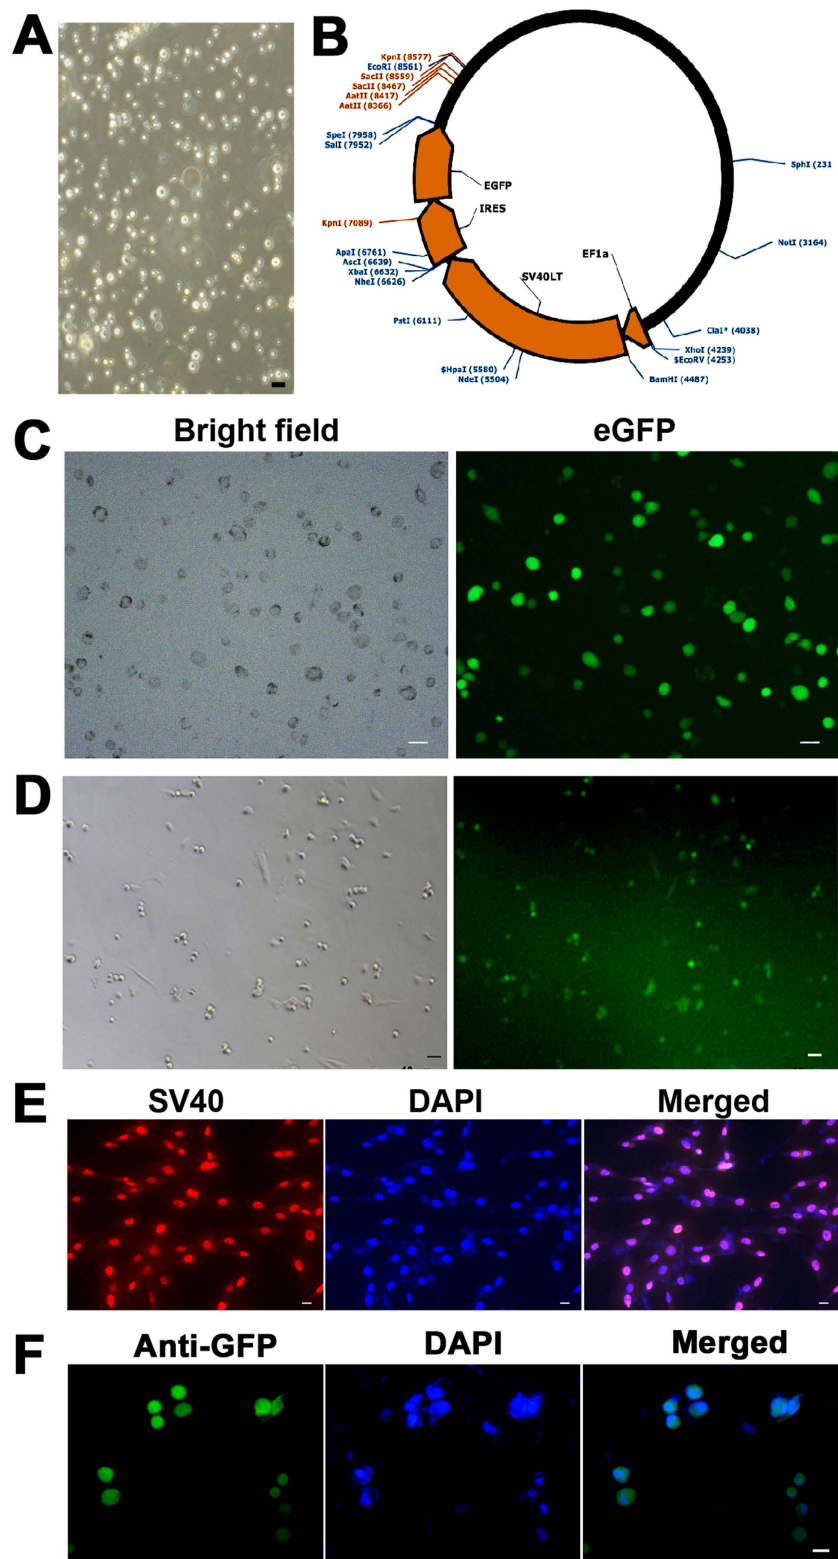 A
B
KpnI (8577)
EcoRI (8561)
SacII (8559)
SacII (8467)
AatII (8417)
AatII (8366)
SpeI (7958)
SalI (7952)
SphI (231
EGFP
IRES
KpnI (7089)
NotI (3164)
ApaI (6761)
AscI (6639)
XbaI (6632)
NheI (6626)
EF1a
SV40LT
PstI (6111)
ClaI* (4038)
XhoI (4239)
$EcoRV (4253)
$HpaI (5580)
NdeI (5504)
BamHI (4487)
C
Bright field
eGFP
D
E
SV40
DAPI
Merged
F
Anti-GFP
DAPI
Merged